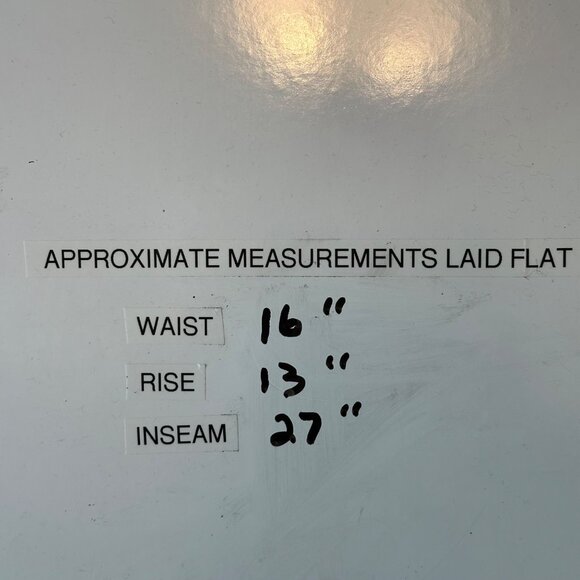 APPROXIMATE MEASUREMENTS LAID FLAT
WAIST 16"
RISE 13"
INSEAM 27"